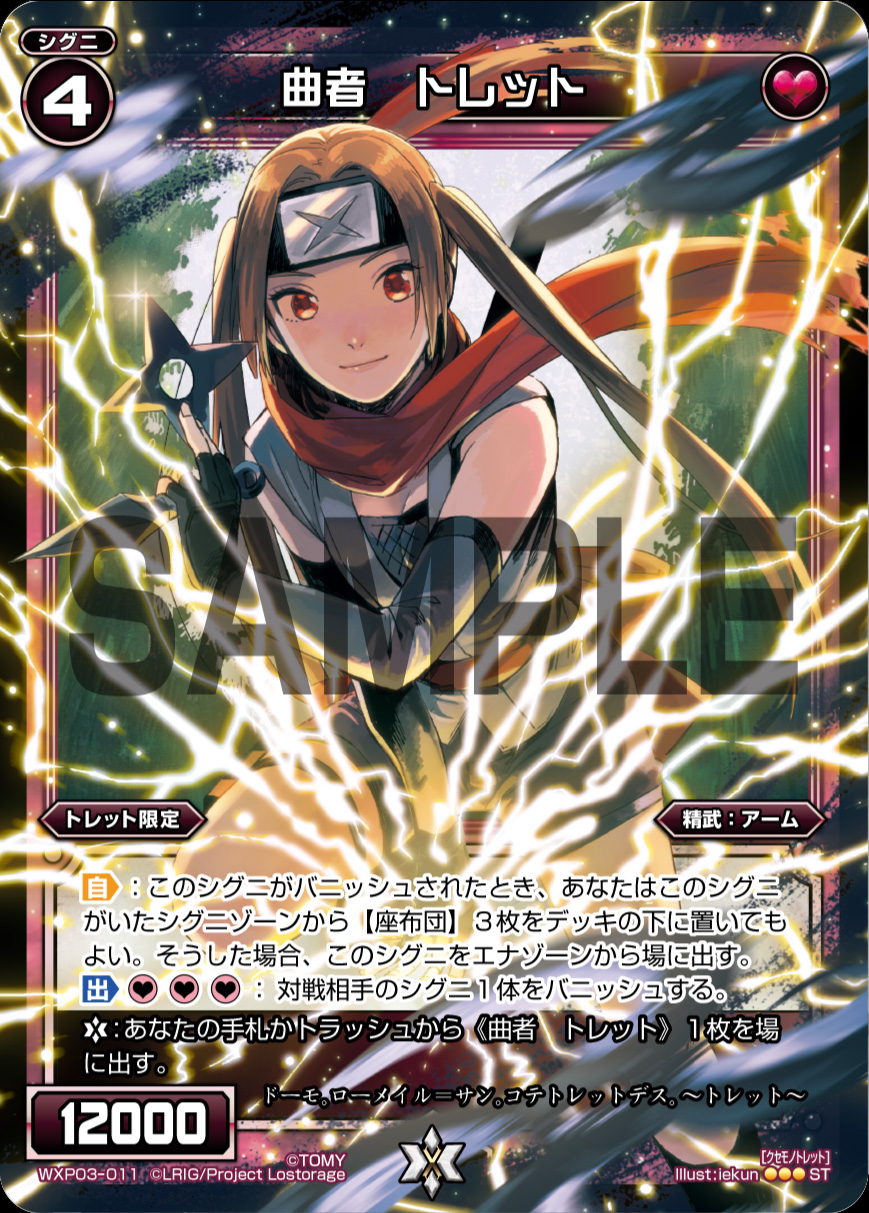 シグニ
4
曲者　トレット
SAMPLE
トレット限定
精武：アーム
自：このシグニがバニッシュされたとき、あなたはこのシグニ
がいたシグニゾーンから【座布団】３枚をデッキの下に置いても
よい。そうした場合、このシグニをエナゾーンから場に出す。
出 ：対戦相手のシグニ１体をバニッシュする。
：あなたの手札かトラッシュから《曲者　トレット》１枚を場
に出す。
ドーモ。ローメイル＝サン。コテトレットデス。～トレット～
12000
©TOMY
WXP03-011 ©LRIG/Project Lostorage
[クセモノトレット]
Illust:iekun ST